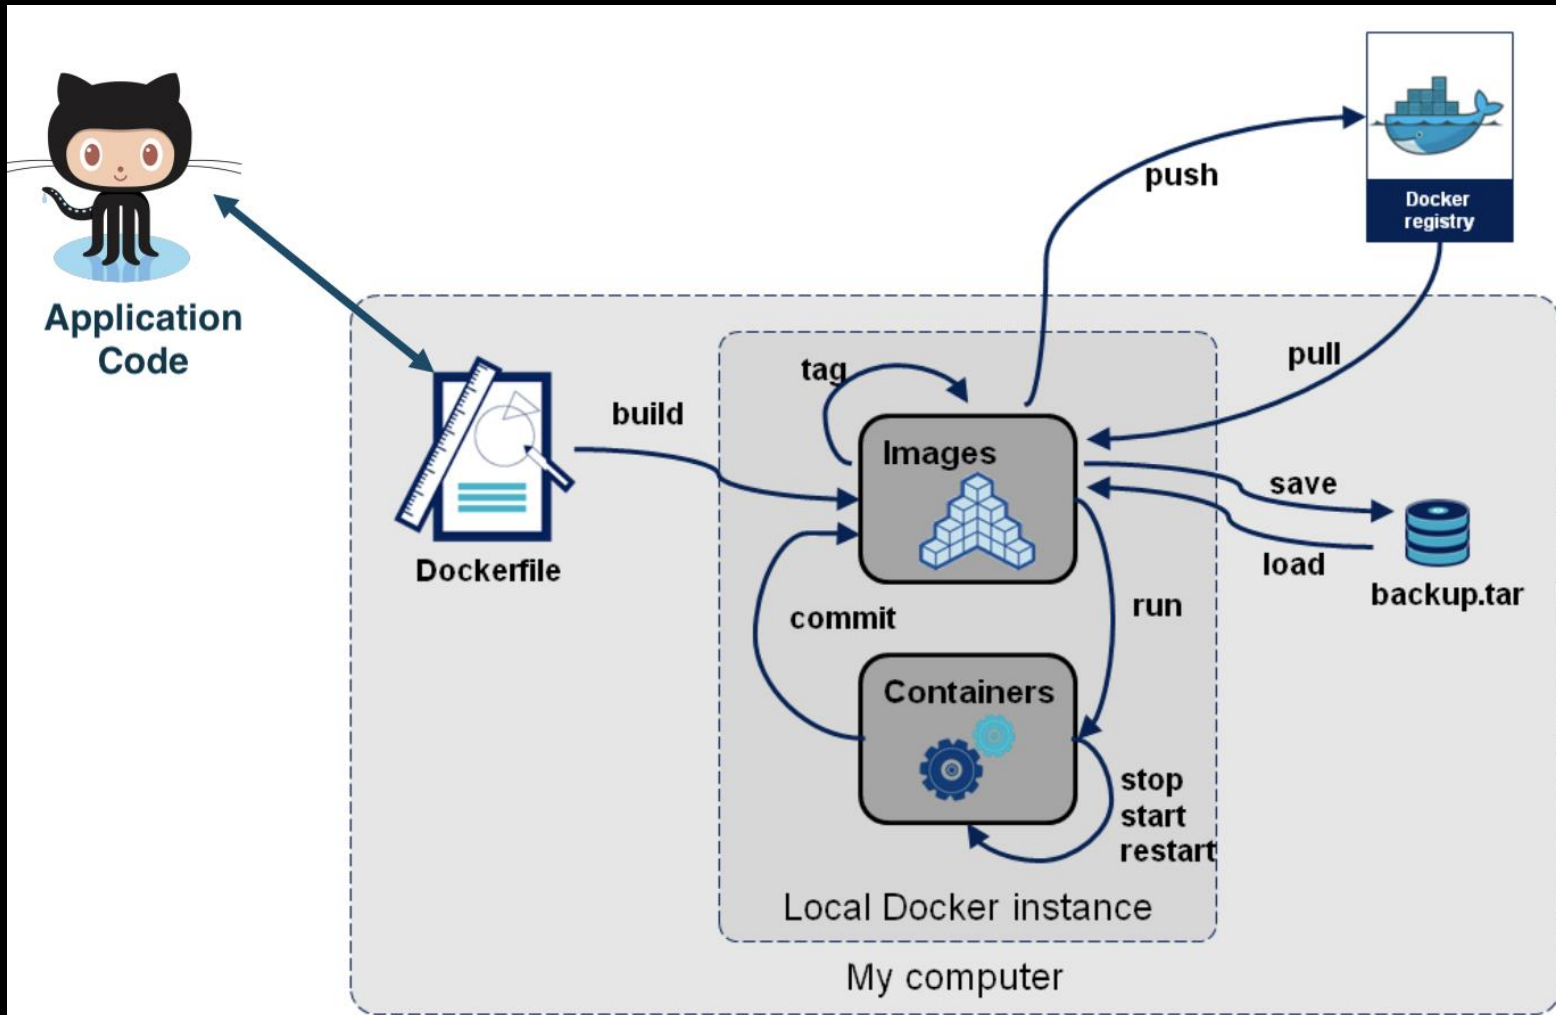 Application
Code
Docker
registry
push
pull
tag
build
Images
save
load
backup.tar
Dockerfile
commit
run
Containers
stop
start
restart
Local Docker instance
My computer